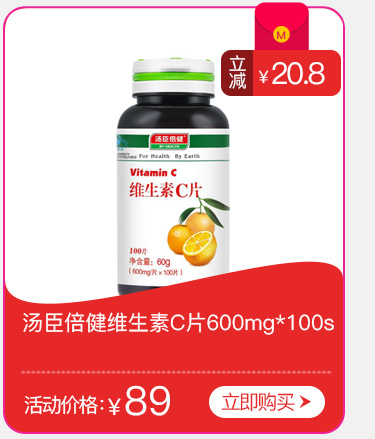 M
立减 ¥20.8
汤臣倍健
BY-HEALTH
For Health By Earth
Vitamin C
维生素C片
100片
净含量：60g
(600mg/片×100片)
汤臣倍健维生素C片600mg*100s
活动价格:¥89
立即购买